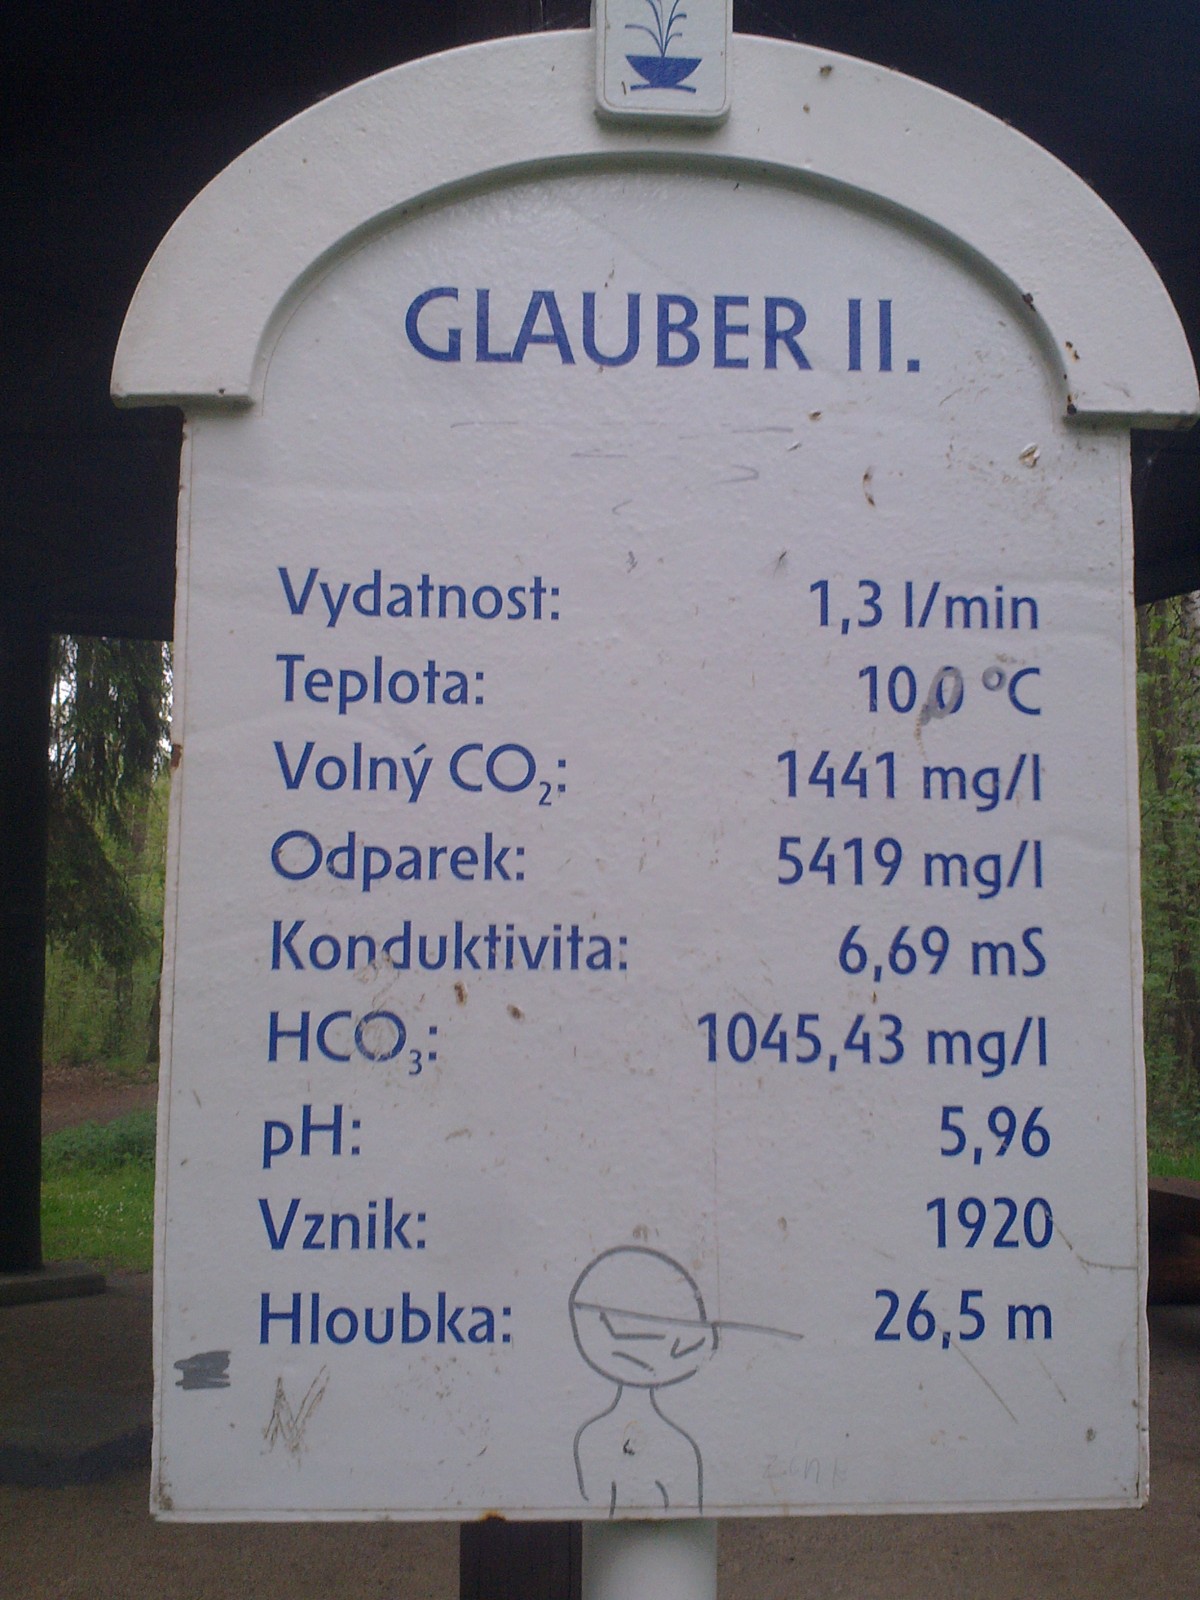 GLAUBER II.
Vydatnost: 1,3 l/min
Teplota: 10,0 °C
Volný CO₂: 1441 mg/l
Odparek: 5419 mg/l
Konduktivita: 6,69 mS
HCO₃: 1045,43 mg/l
pH: 5,96
Vznik: 1920
Hloubka: 26,5 m
N